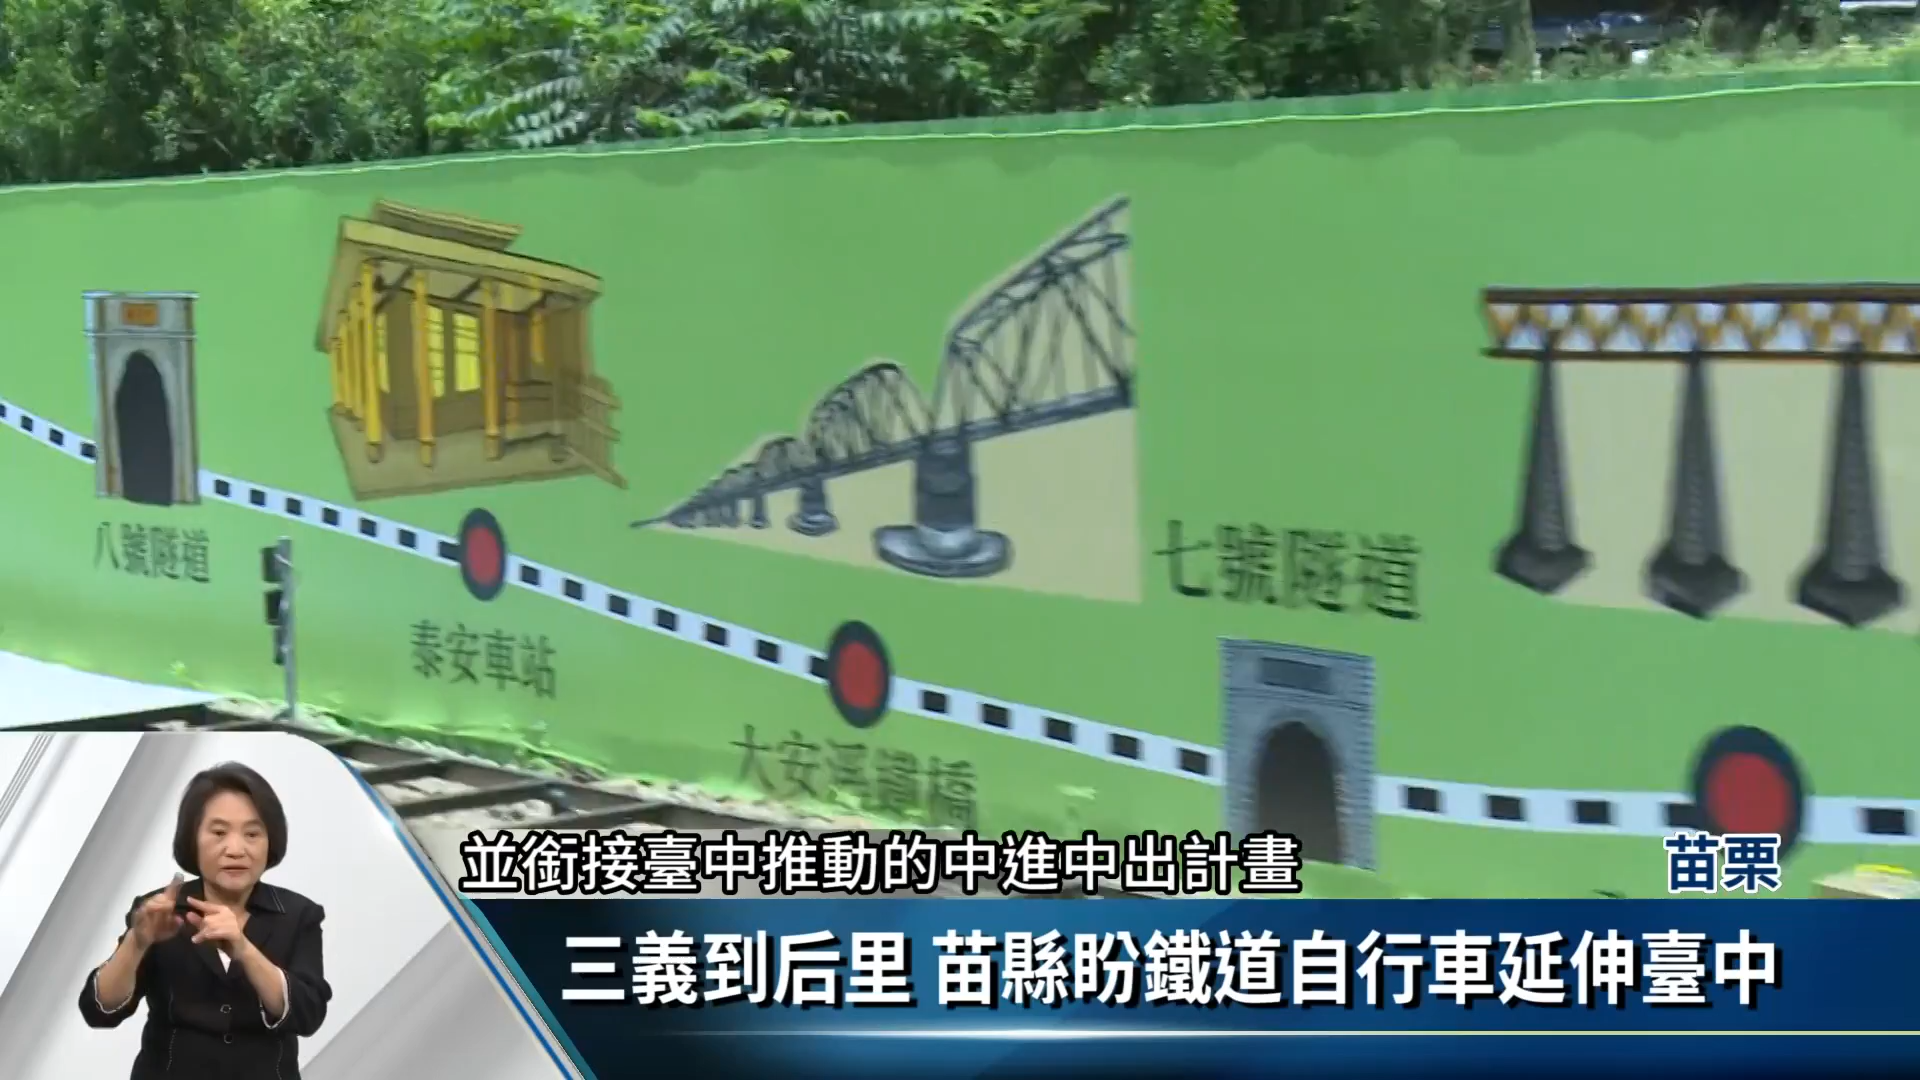 八號隧道
泰安車站
大安溪鐵橋
七號隧道
並銜接臺中推動的中進中出計畫
苗栗
三義到后里 苗縣盼鐵道自行車延伸臺中